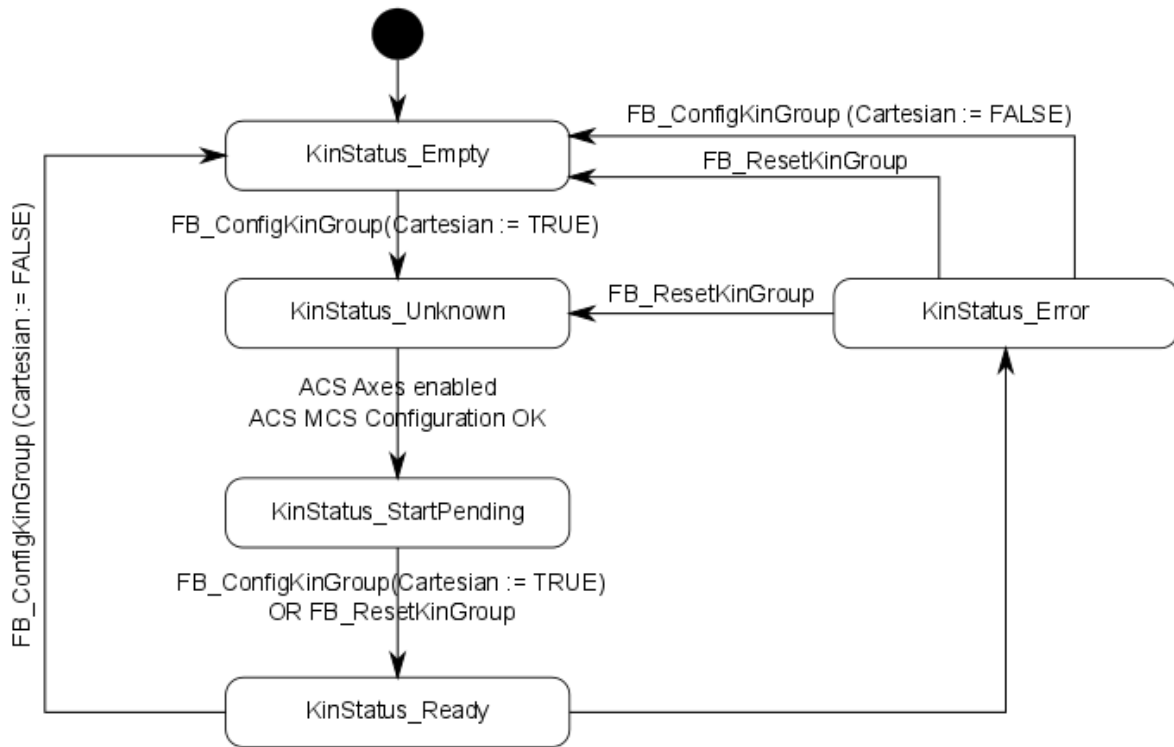 FB_ConfigKinGroup (Cartesian := FALSE)
KinStatus_Empty
FB_ResetKinGroup
FB_ConfigKinGroup(Cartesian := TRUE)
FB_ResetKinGroup
KinStatus_Unknown
KinStatus_Error
ACS Axes enabled
ACS MCS Configuration OK
FB_ConfigKinGroup (Cartesian := FALSE)
KinStatus_StartPending
FB_ConfigKinGroup(Cartesian := TRUE)
OR FB_ResetKinGroup
KinStatus_Ready